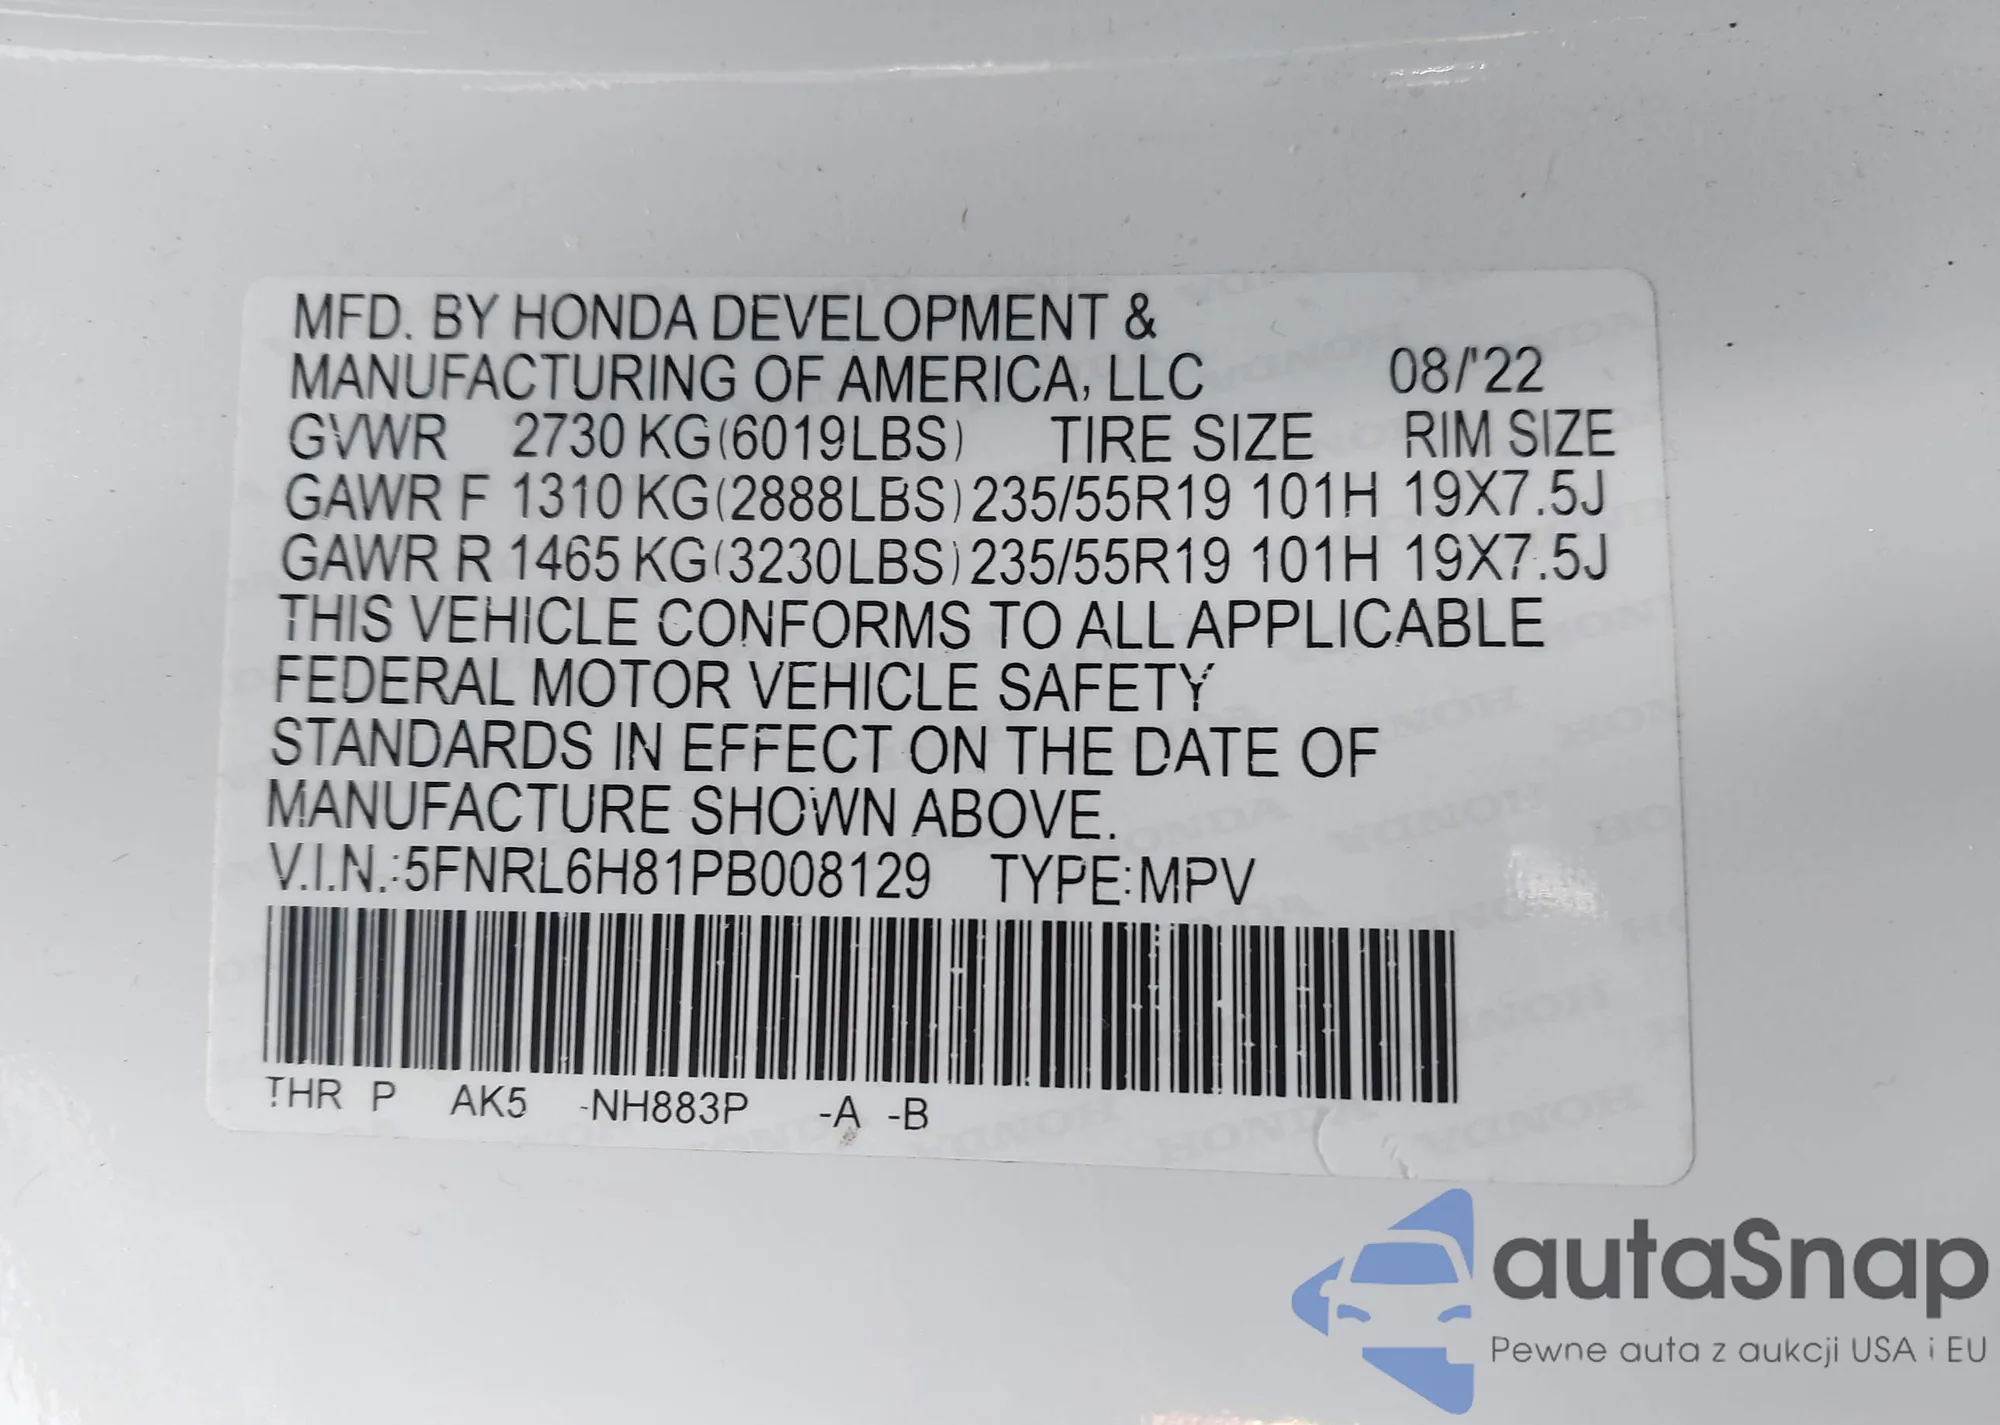 MFD. BY HONDA DEVELOPMENT &
MANUFACTURING OF AMERICA, LLC 08/'22
GVWR 2730 KG(6019LBS) TIRE SIZE RIM SIZE
GAWR F 1310 KG(2888LBS) 235/55R19 101H 19X7.5J
GAWR R 1465 KG(3230LBS) 235/55R19 101H 19X7.5J
THIS VEHICLE CONFORMS TO ALL APPLICABLE
FEDERAL MOTOR VEHICLE SAFETY
STANDARDS IN EFFECT ON THE DATE OF
MANUFACTURE SHOWN ABOVE.
V.I.N.:5FNRL6H81PB008129 TYPE:MPV
THR P AK5 -NH883P -A -B
autaSnap
Pewne auta z aukcji USA i EU